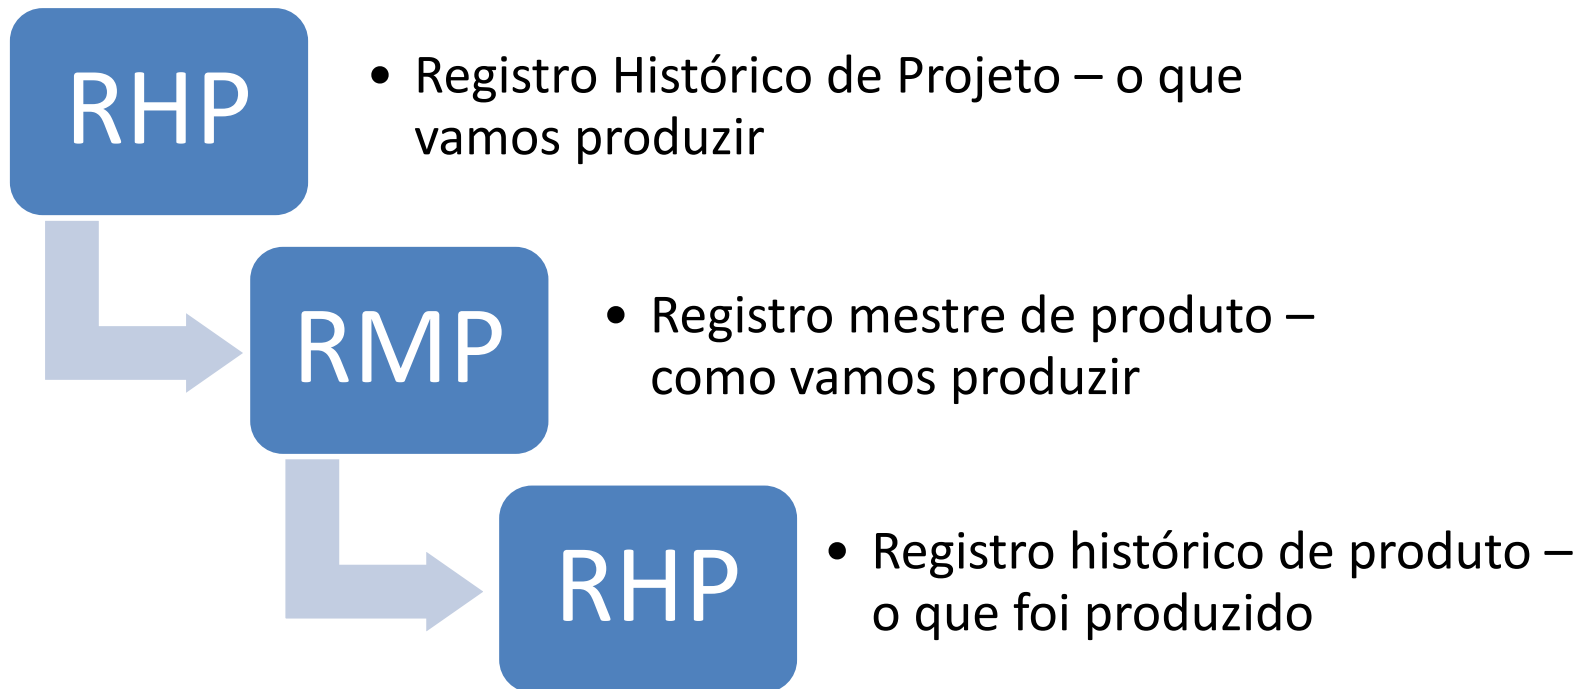 RHP
• Registro Histórico de Projeto – o que
vamos produzir
RMP
• Registro mestre de produto –
como vamos produzir
RHP
• Registro histórico de produto –
o que foi produzido